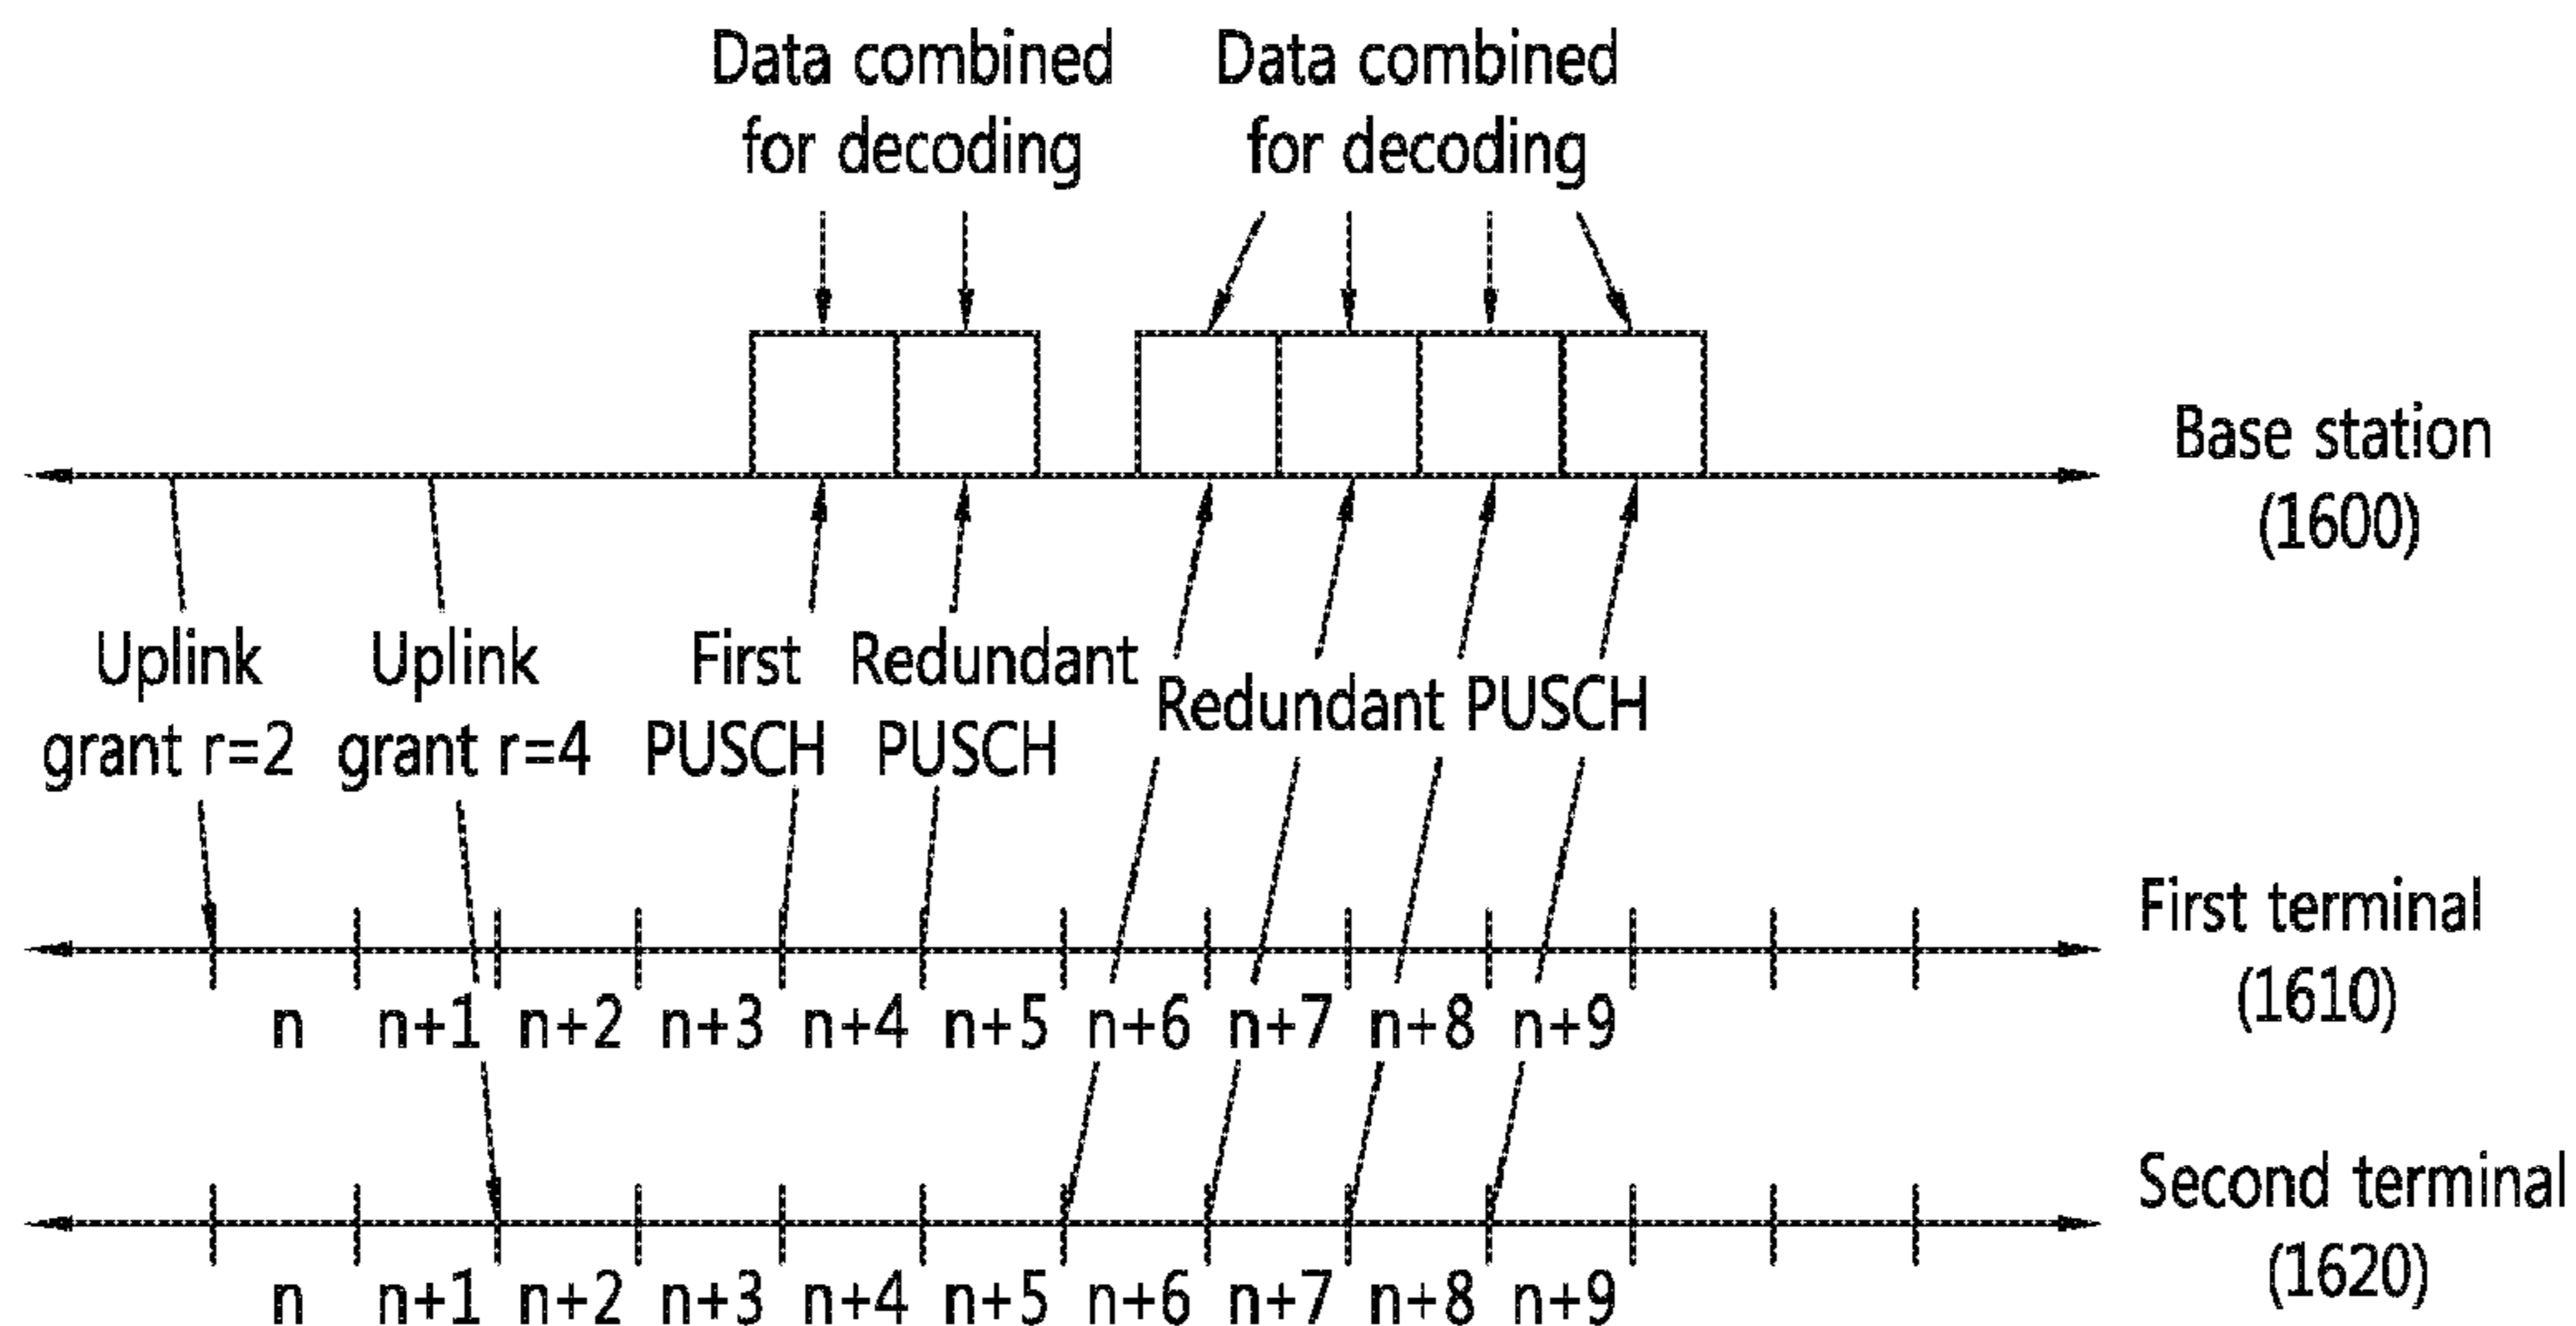 Data combined
for decoding
Data combined
for decoding
Base station
(1600)
Uplink
grant r=2
Uplink
grant r=4
First
PUSCH
Redundant
PUSCH
Redundant PUSCH
First terminal
(1610)
n n+1 n+2 n+3 n+4 n+5 n+6 n+7 n+8 n+9
Second terminal
(1620)
n n+1 n+2 n+3 n+4 n+5 n+6 n+7 n+8 n+9